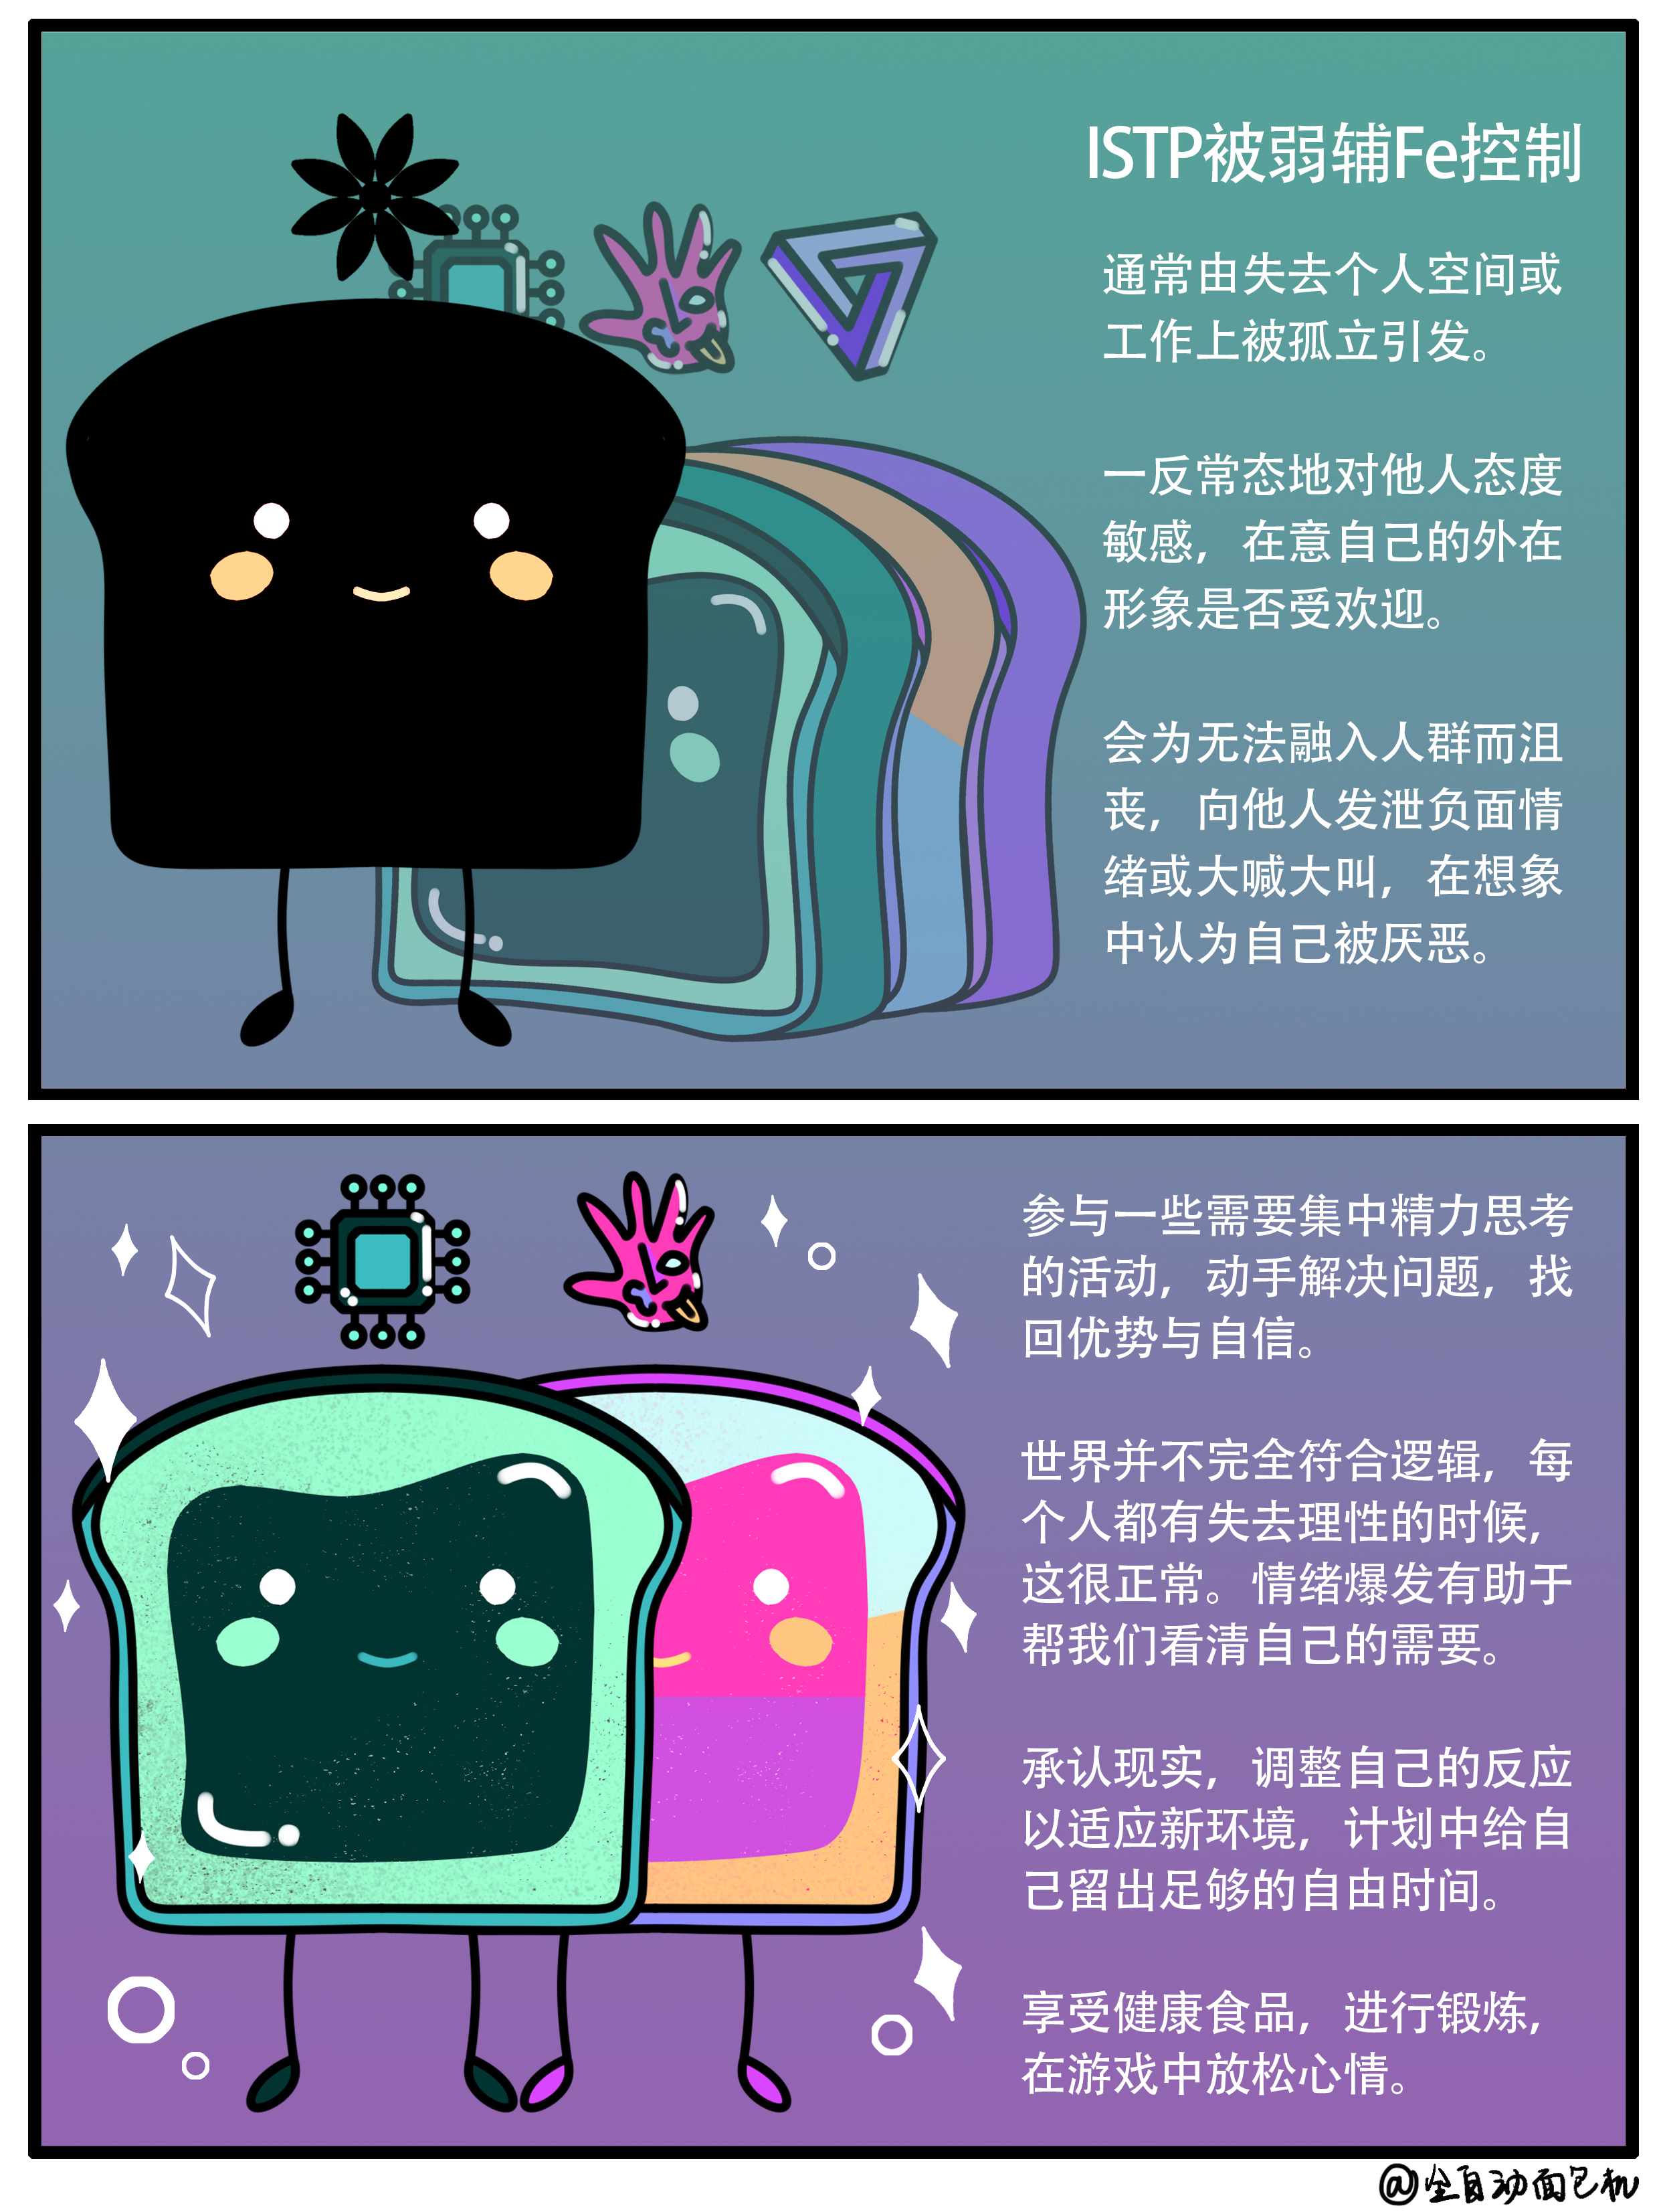 ISTP被弱辅Fe控制
通常由失去个人空间或
工作上被孤立引发。
一反常态地对他人态度
敏感，在意自己的外在
形象是否受欢迎。
会为无法融入人群而沮
丧，向他人发泄负面情
绪或大喊大叫，在想象
中认为自己被厌恶。
参与一些需要集中精力思考
的活动，动手解决问题，找
回优势与自信。
世界并不完全符合逻辑，每
个人都有失去理性的时候，
这很正常。情绪爆发有助于
帮我们看清自己的需要。
承认现实，调整自己的反应
以适应新环境，计划中给自
己留出足够的自由时间。
享受健康食品，进行锻炼，
在游戏中放松心情。
@全自动面包机